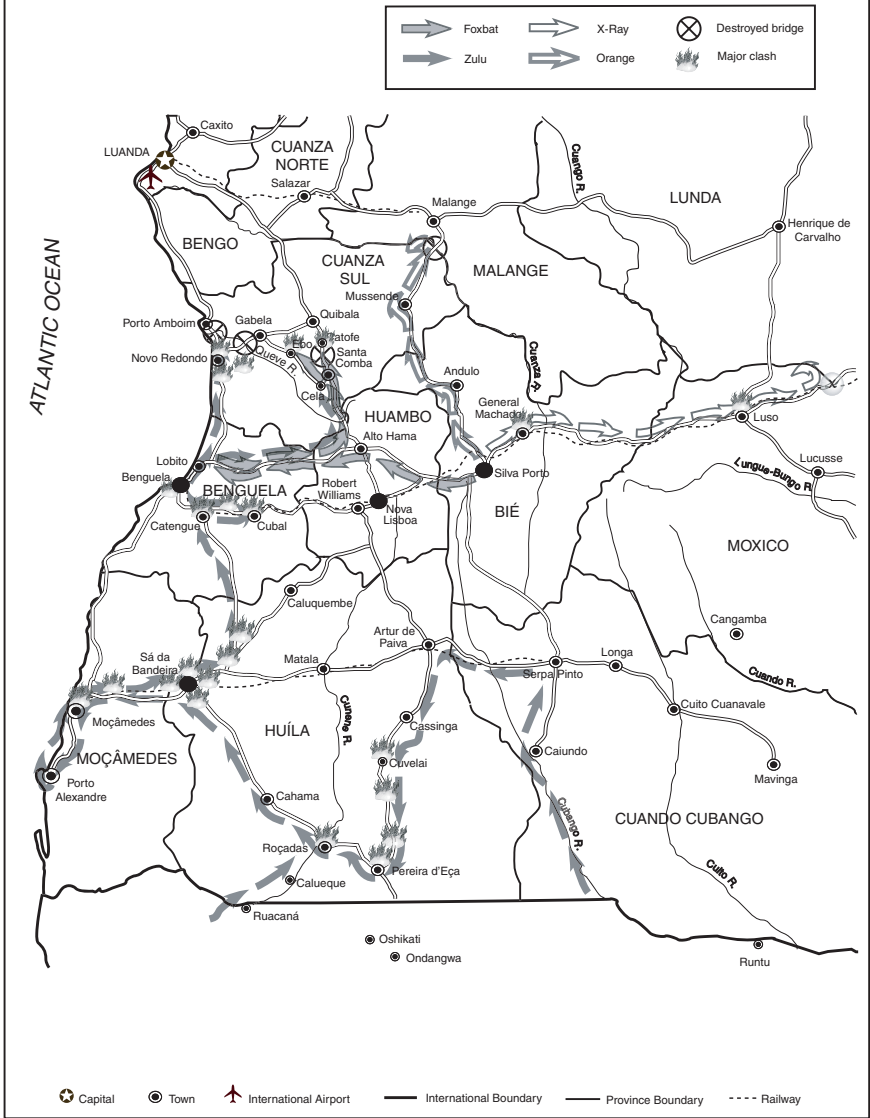 Foxbat
X-Ray
Destroyed bridge
Zulu
Orange
Major clash
Caxito
LUANDA
CUANZA
NORTE
Salazar
Cuango R.
LUNDA
Malange
Henrique de
Carvalho
BENGO
CUANZA
SUL
MALANGE
ATLANTIC OCEAN
Mussende
Porto Amboim
Gabela
Quibala
Ebo
Catofe
Novo Redondo
Queve R.
Santa
Comba
Cela
Andulo
Cuanza R.
General
Machado
HUAMBO
Alto Hama
Luso
Lobito
Benguela
BENGUELA
Robert
Williams
Silva Porto
Lucusse
Lungue-Bungo R.
Nova
Lisboa
BIÉ
Catengue
Cubal
MOXICO
Caluquembe
Cangamba
Artur de
Paiva
Sá da
Bandeira
Matala
Serpa Pinto
Longa
Cuando R.
Moçâmedes
Cunene R.
Cassinga
Cuito Cuanavale
HUÍLA
MOÇÂMEDES
Cuvelai
Caiundo
Mavinga
Porto
Alexandre
Cahama
Cubango R.
CUANDO CUBANGO
Roçadas
Pereira d'Eça
Calueque
Cuito R.
Ruacaná
Oshikati
Ondangwa
Runtu
Capital
Town
International Airport
International Boundary
Province Boundary
Railway